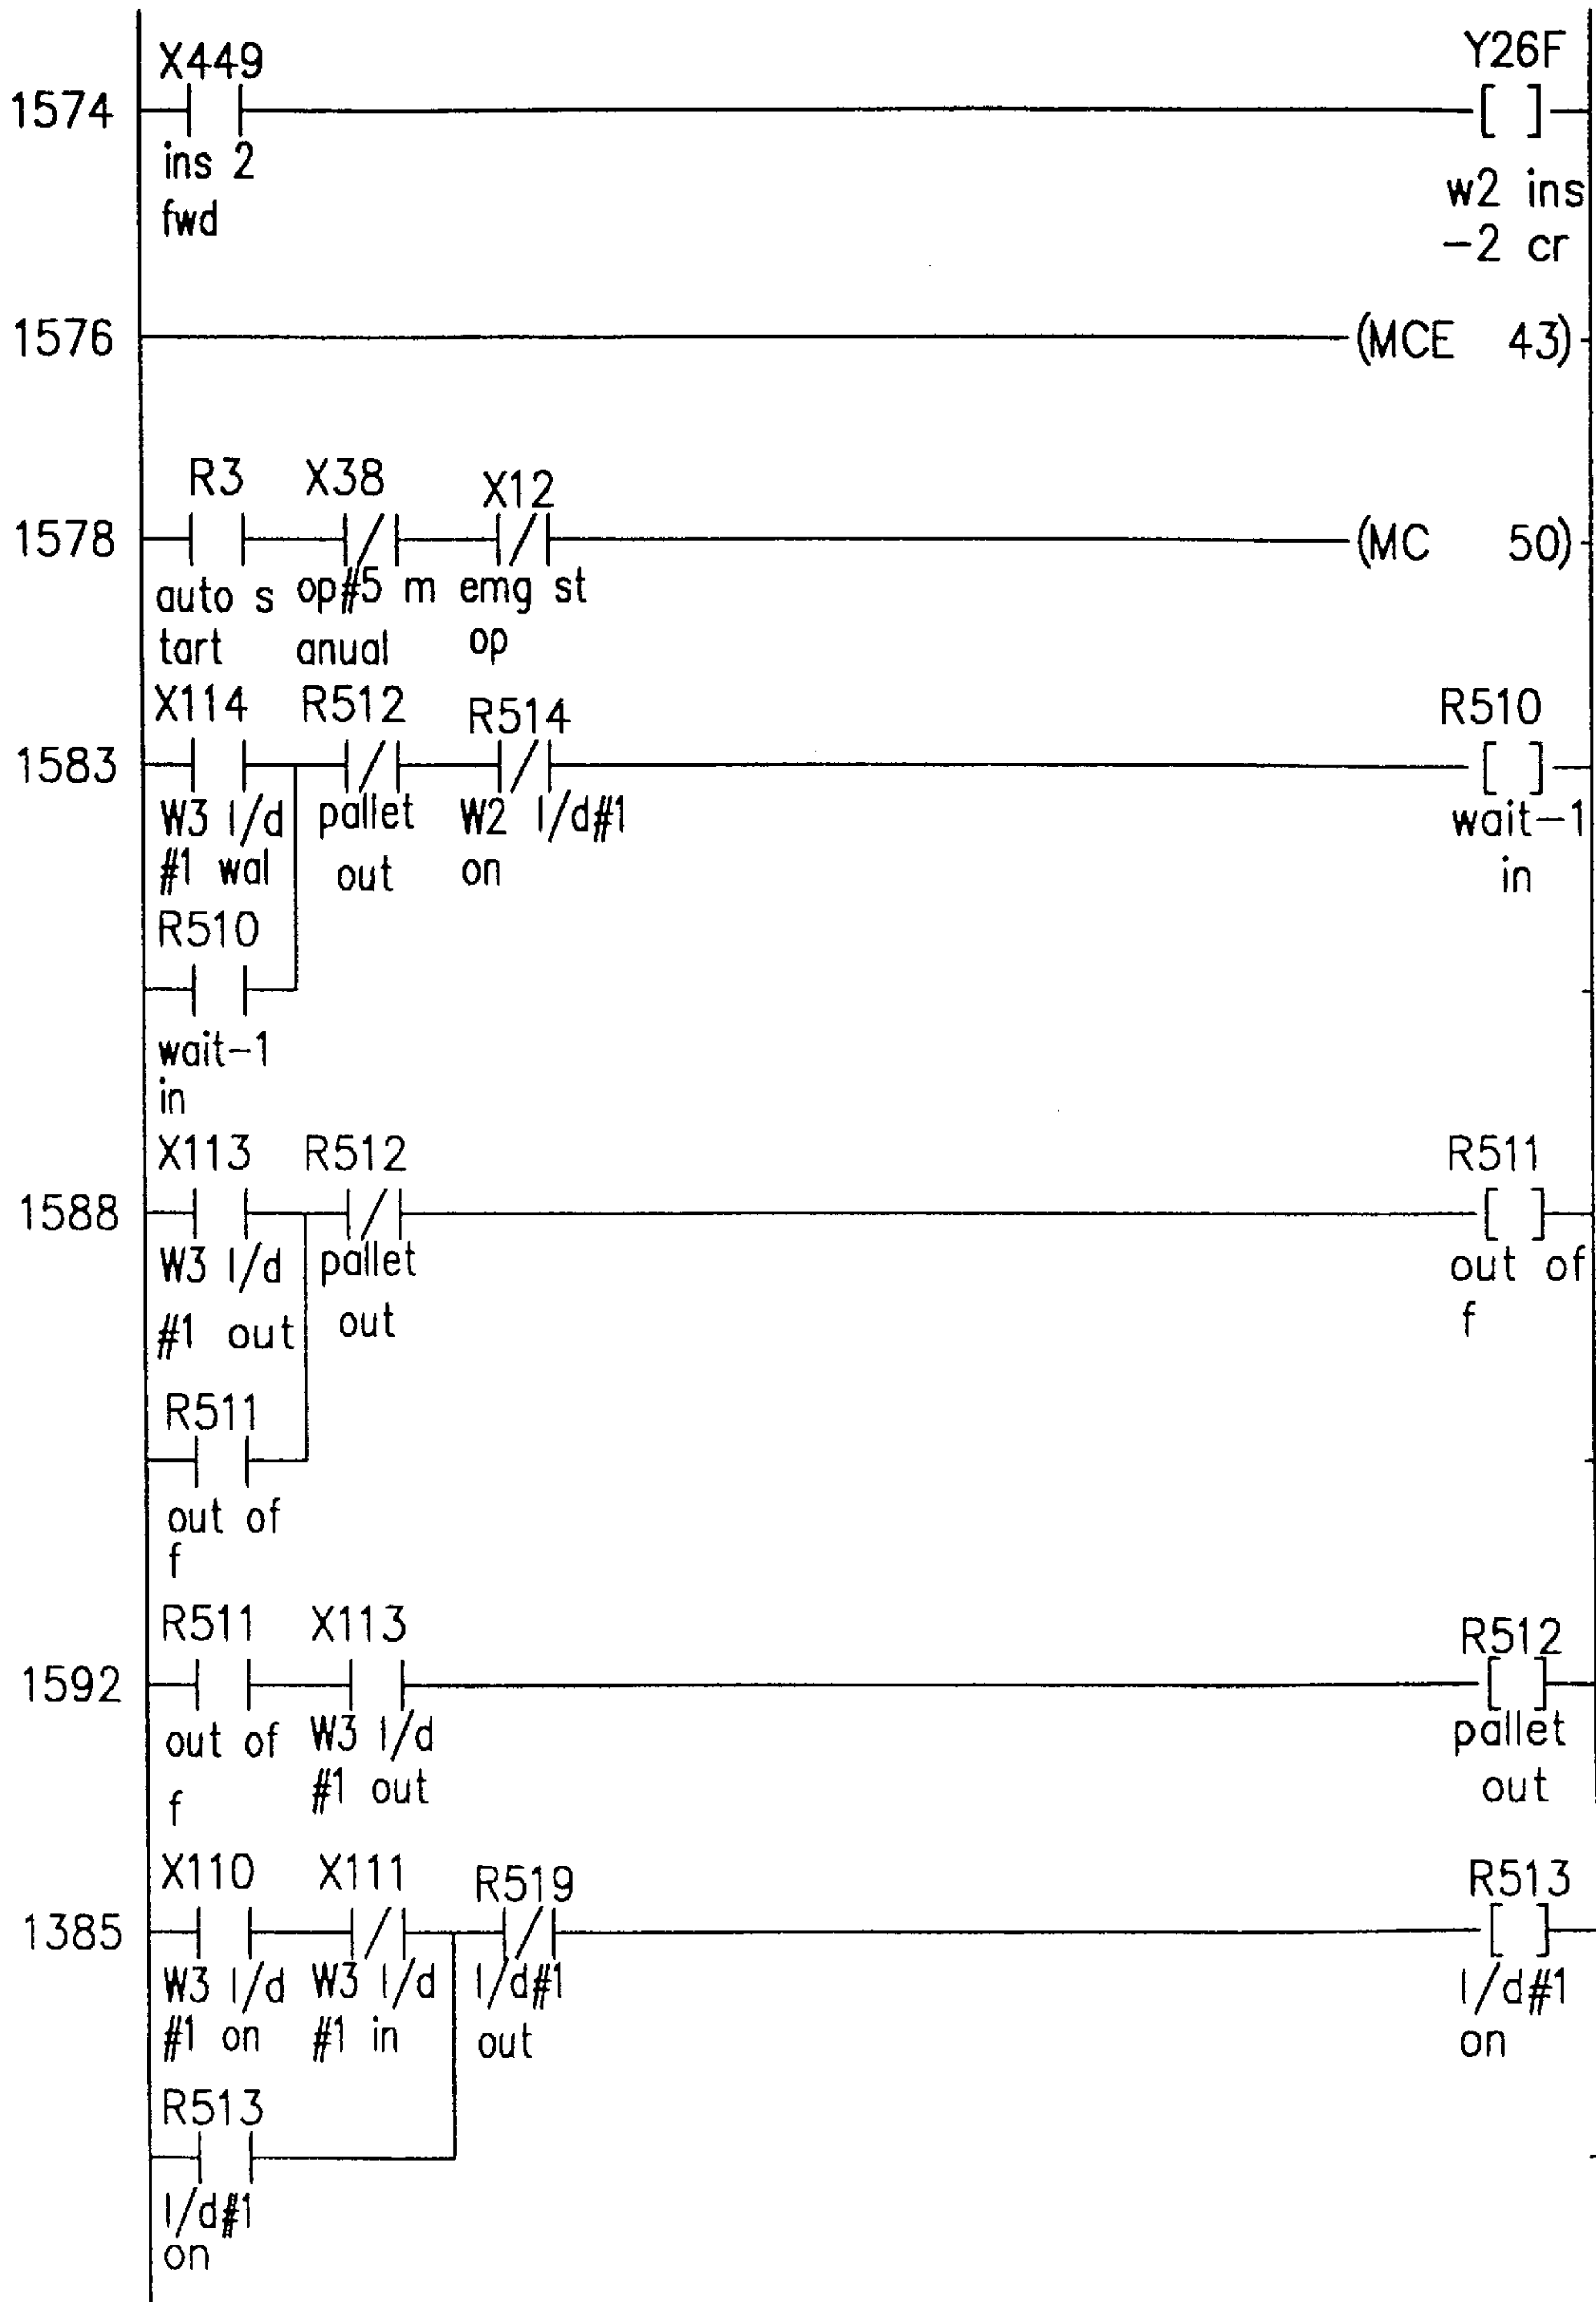 X449 Y26F
1574 [ ]
ins 2 w2 ins
fwd -2 cr
1576 (MCE 43)
R3 X38 X12
1578 (MC 50)
auto s op#5 m emg st
tart anual op
X114 R512 R514 R510
1583 [ ]
W3 l/d pallet W2 l/d#1 wait-1
#1 wal out on in
R510
wait-1
in
X113 R512 R511
1588 [ ]
W3 l/d pallet out of
#1 out out f
R511
out of
f
R511 X113 R512
1592 [ ]
out of W3 l/d pallet
f #1 out out
X110 X111 R519 R513
1385 [ ]
W3 l/d W3 l/d l/d#1 l/d#1
#1 on #1 in out on
R513
l/d#1
on